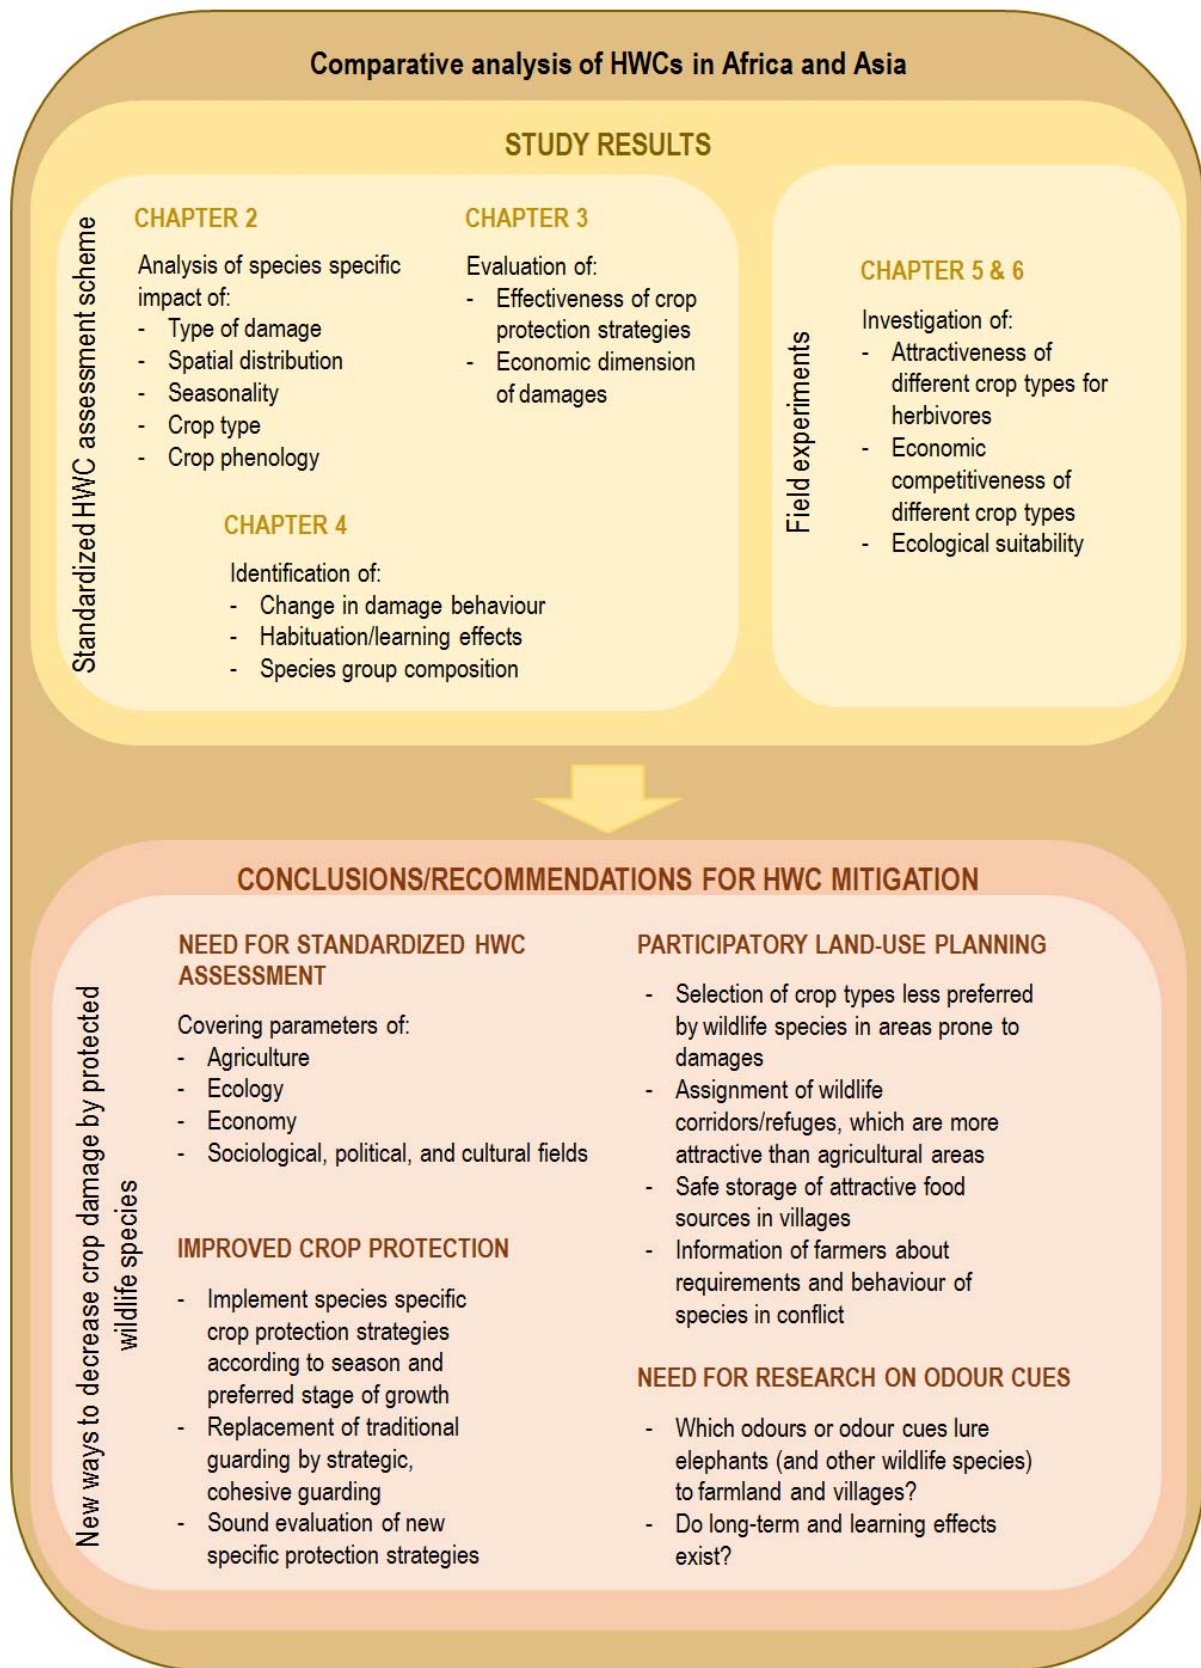 Comparative analysis of HWCs in Africa and Asia
STUDY RESULTS
Standardized HWC assessment scheme
CHAPTER 2
Analysis of species specific
impact of:
- Type of damage
- Spatial distribution
- Seasonality
- Crop type
- Crop phenology
CHAPTER 3
Evaluation of:
- Effectiveness of crop
protection strategies
- Economic dimension
of damages
CHAPTER 4
Identification of:
- Change in damage behaviour
- Habituation/learning effects
- Species group composition
Field experiments
CHAPTER 5 & 6
Investigation of:
- Attractiveness of
different crop types for
herbivores
- Economic
competitiveness of
different crop types
- Ecological suitability
CONCLUSIONS/RECOMMENDATIONS FOR HWC MITIGATION
New ways to decrease crop damage by protected
wildlife species
NEED FOR STANDARDIZED HWC
ASSESSMENT
Covering parameters of:
- Agriculture
- Ecology
- Economy
- Sociological, political, and cultural fields
IMPROVED CROP PROTECTION
- Implement species specific
crop protection strategies
according to season and
preferred stage of growth
- Replacement of traditional
guarding by strategic,
cohesive guarding
- Sound evaluation of new
specific protection strategies
PARTICIPATORY LAND-USE PLANNING
- Selection of crop types less preferred
by wildlife species in areas prone to
damages
- Assignment of wildlife
corridors/refuges, which are more
attractive than agricultural areas
- Safe storage of attractive food
sources in villages
- Information of farmers about
requirements and behaviour of
species in conflict
NEED FOR RESEARCH ON ODOUR CUES
- Which odours or odour cues lure
elephants (and other wildlife species)
to farmland and villages?
- Do long-term and learning effects
exist?